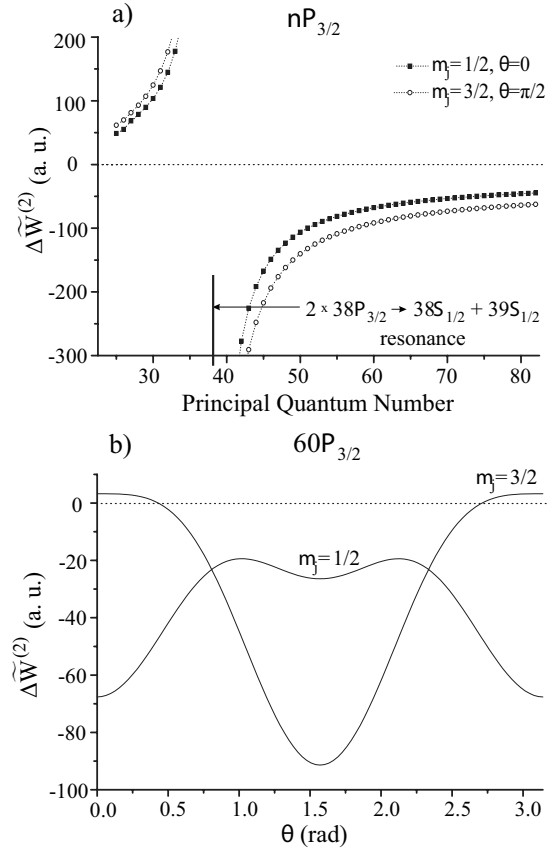 a)
nP3/2
mj=1/2, θ=0
mj=3/2, θ=π/2
200
100
0
-100
-200
-300
ΔW̃(2) (a. u.)
2 x 38P3/2 → 38S1/2 + 39S1/2
resonance
30
40
50
60
70
80
Principal Quantum Number
b)
60P3/2
mj=3/2
mj=1/2
0
-20
-40
-60
-80
-100
ΔW̃(2) (a. u.)
0.0
0.5
1.0
1.5
2.0
2.5
3.0
θ (rad)